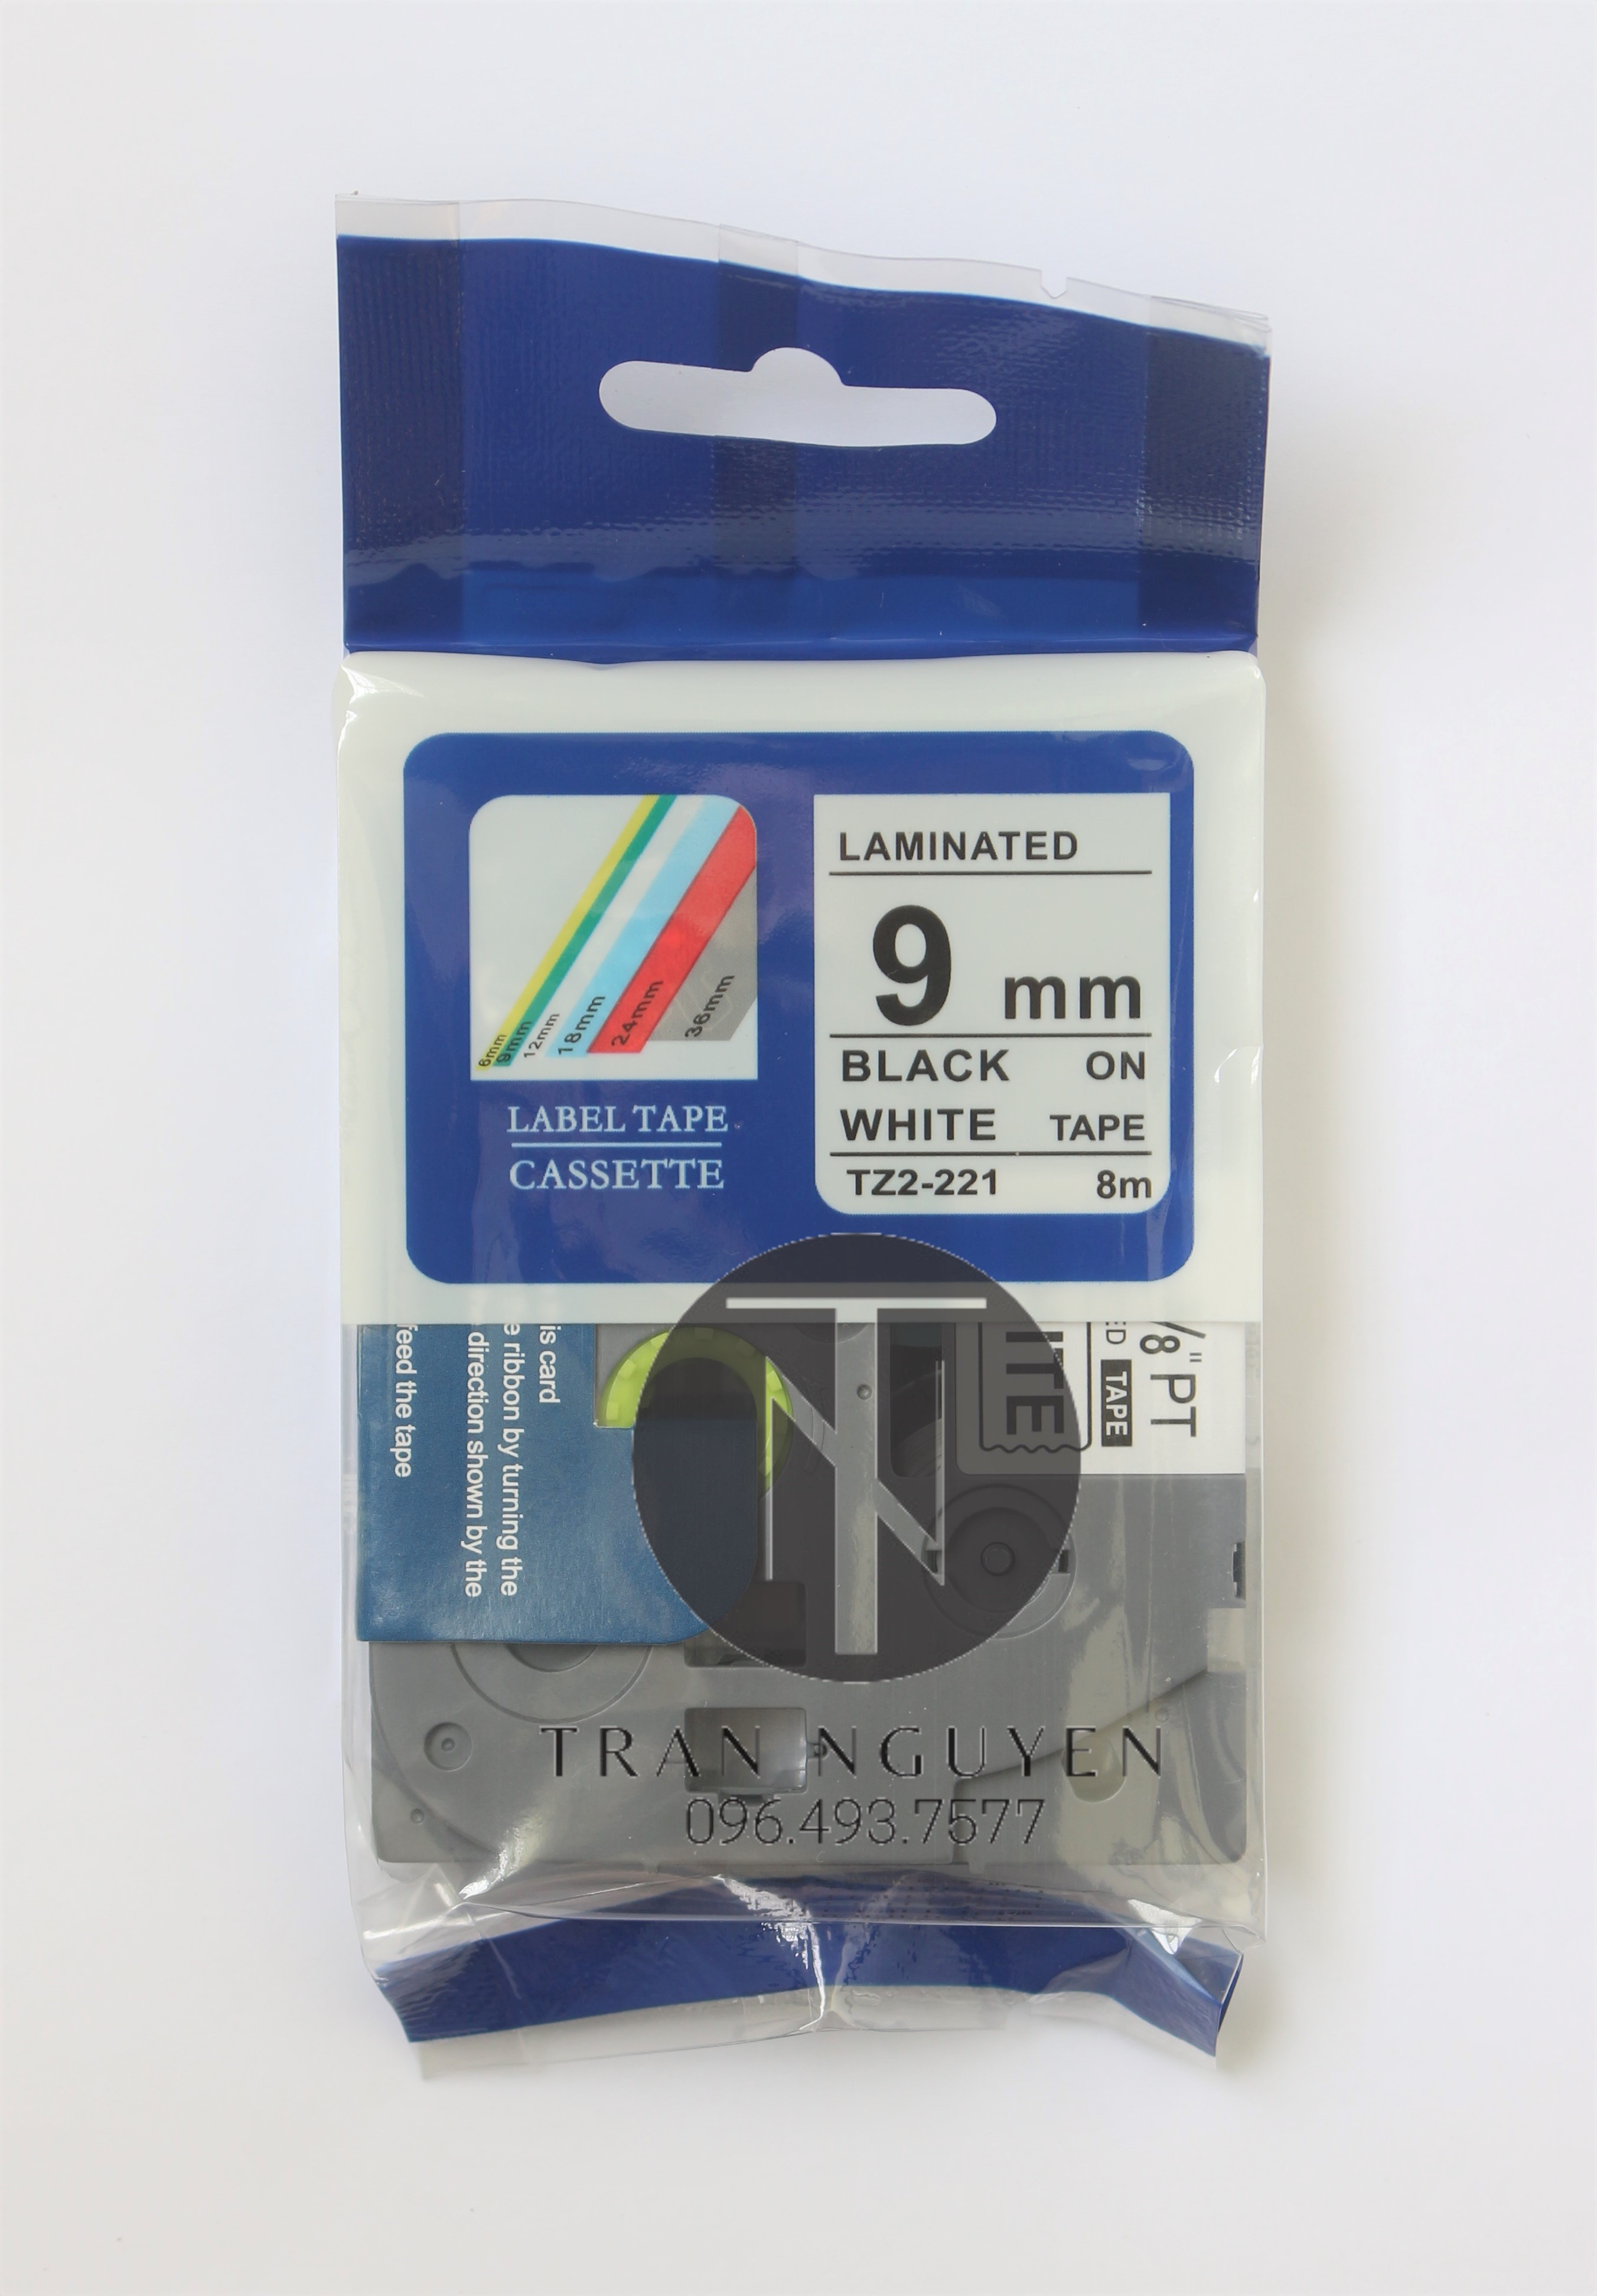 LAMINATED
9 mm
BLACK ON
WHITE TAPE
TZ2-221 8m
6mm
9mm
12mm
18mm
24mm
36mm
LABEL TAPE
CASSETTE
is card
ribbon by turning the
direction shown by the
feed the tape
/8" PT
TAPE
TN
TRAN NGUYEN
096.493.7577